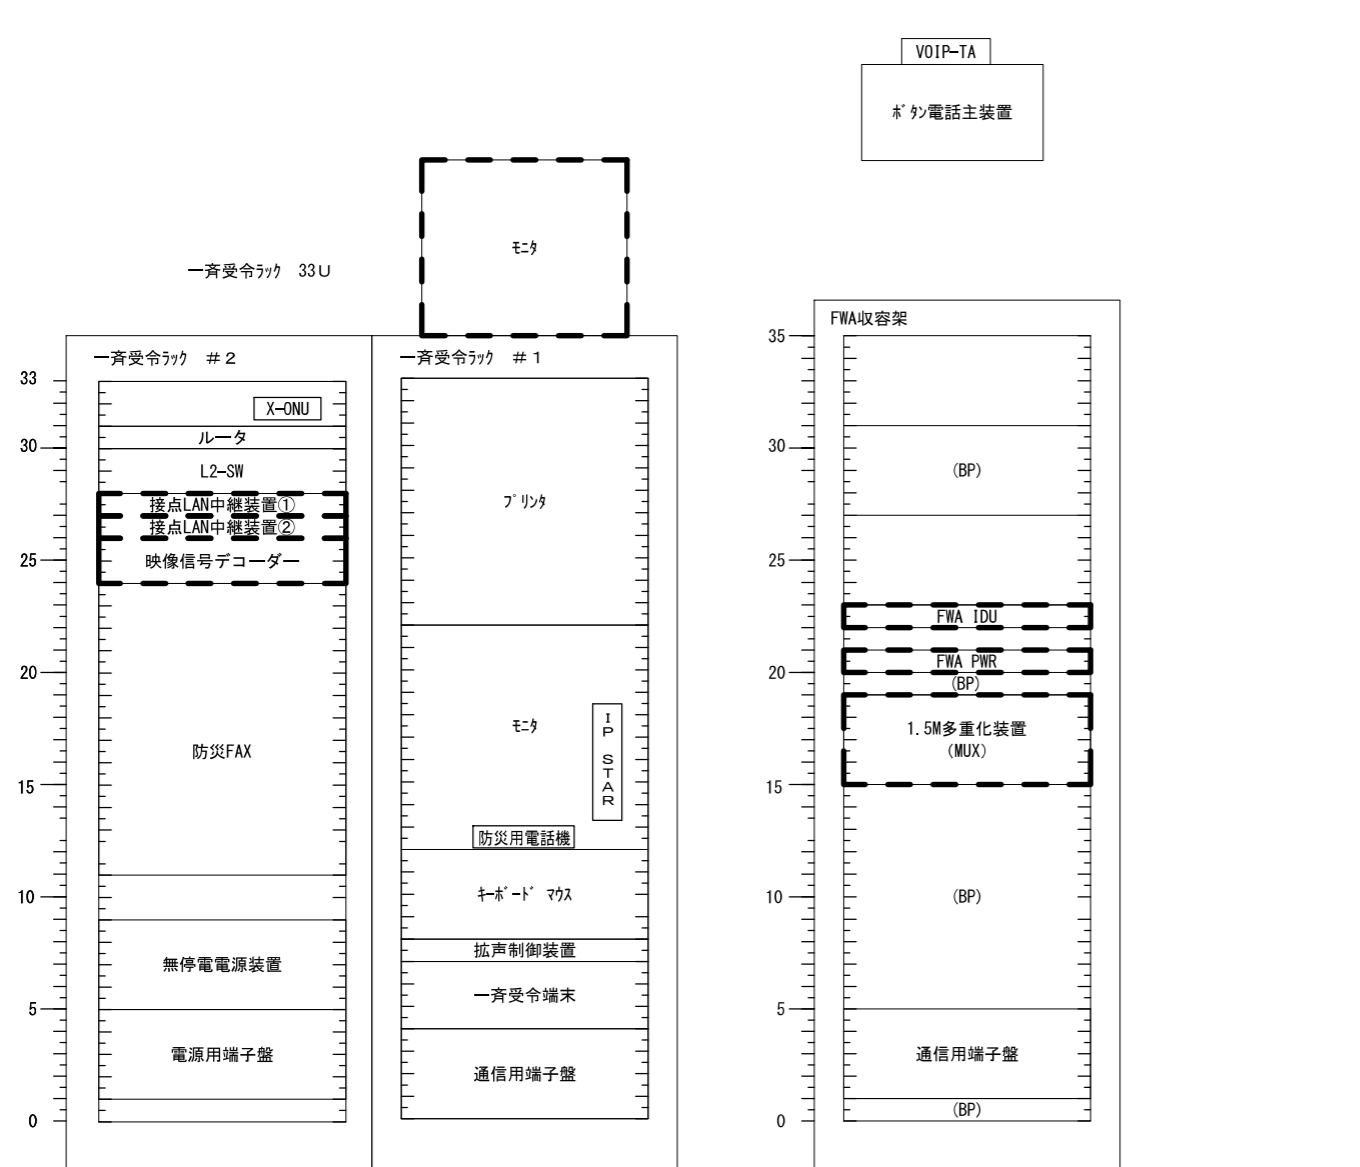 VOIP-TA
ﾎﾞﾀﾝ電話主装置
ﾓﾆﾀ
一斉受令ﾗｯｸ 33U
一斉受令ﾗｯｸ ＃２
33
30
25
20
15
10
5
0
X-ONU
ルータ
L2-SW
接点LAN中継装置①
接点LAN中継装置②
映像信号デコーダー
防災FAX
無停電電源装置
電源用端子盤
一斉受令ﾗｯｸ ＃１
ﾌﾟﾘﾝﾀ
ﾓﾆﾀ
IP STAR
防災用電話機
ｷｰﾎﾞｰﾄﾞ ﾏｳｽ
拡声制御装置
一斉受令端末
通信用端子盤
FWA収容架
35
30
25
20
15
10
5
0
(BP)
FWA IDU
FWA PWR
(BP)
1.5M多重化装置
(MUX)
(BP)
通信用端子盤
(BP)